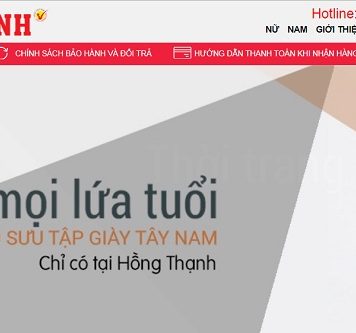 NH
Hotline:
NỮ NAM GIỚI THIỆ
CHÍNH SÁCH BẢO HÀNH VÀ ĐỔI TRẢ HƯỚNG DẪN THANH TOÁN KHI NHẬN HÀNG
Thời trang
mọi lứa tuổi
SƯU TẬP GIÀY TÂY NAM
Chỉ có tại Hồng Thạnh